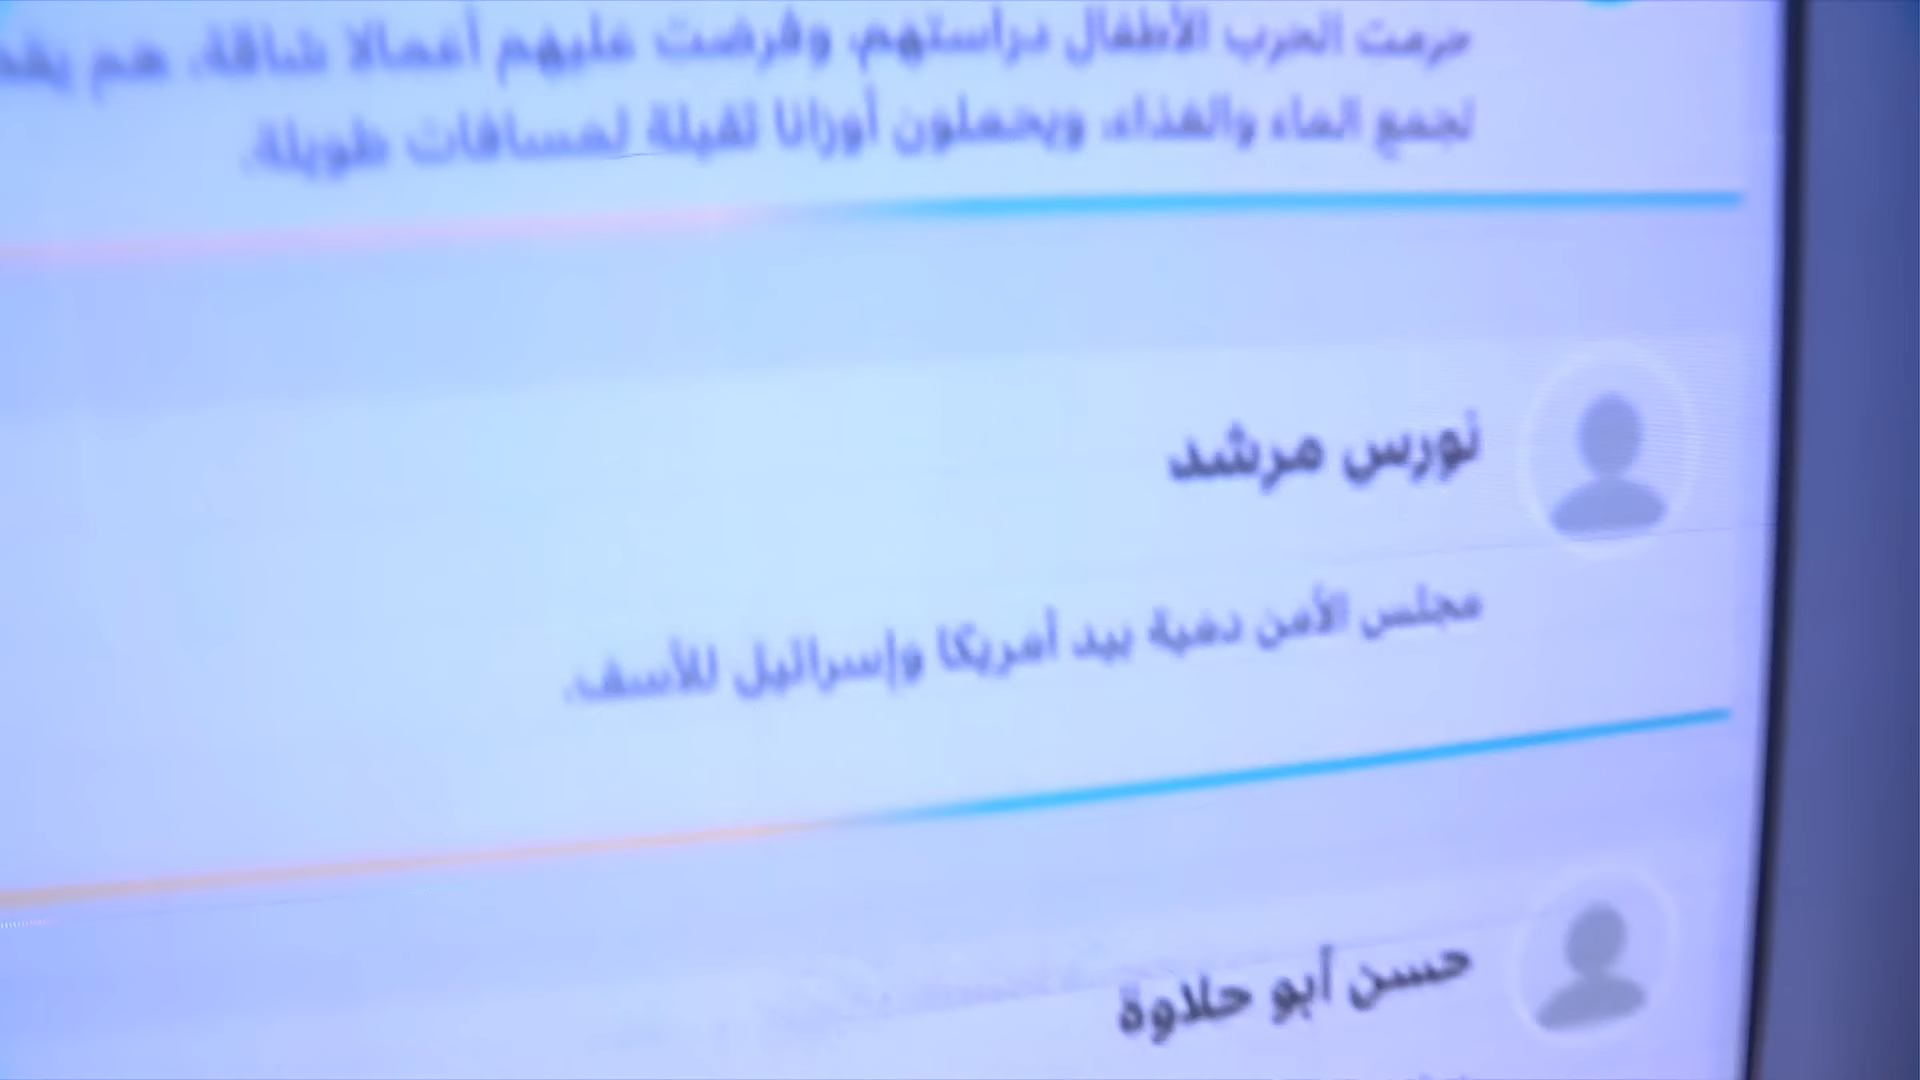 حرمت الحرب الأطفال دراستهم، وفرضت عليهم أعمالا شاقة، هم
لجمع الماء والغذاء، ويحملون أوزانا ثقيلة لمسافات طويلة.
نورس مرشد
مجلس الأمن دمية بيد أمريكا وإسرائيل للأسف.
حسن أبو حلاوة